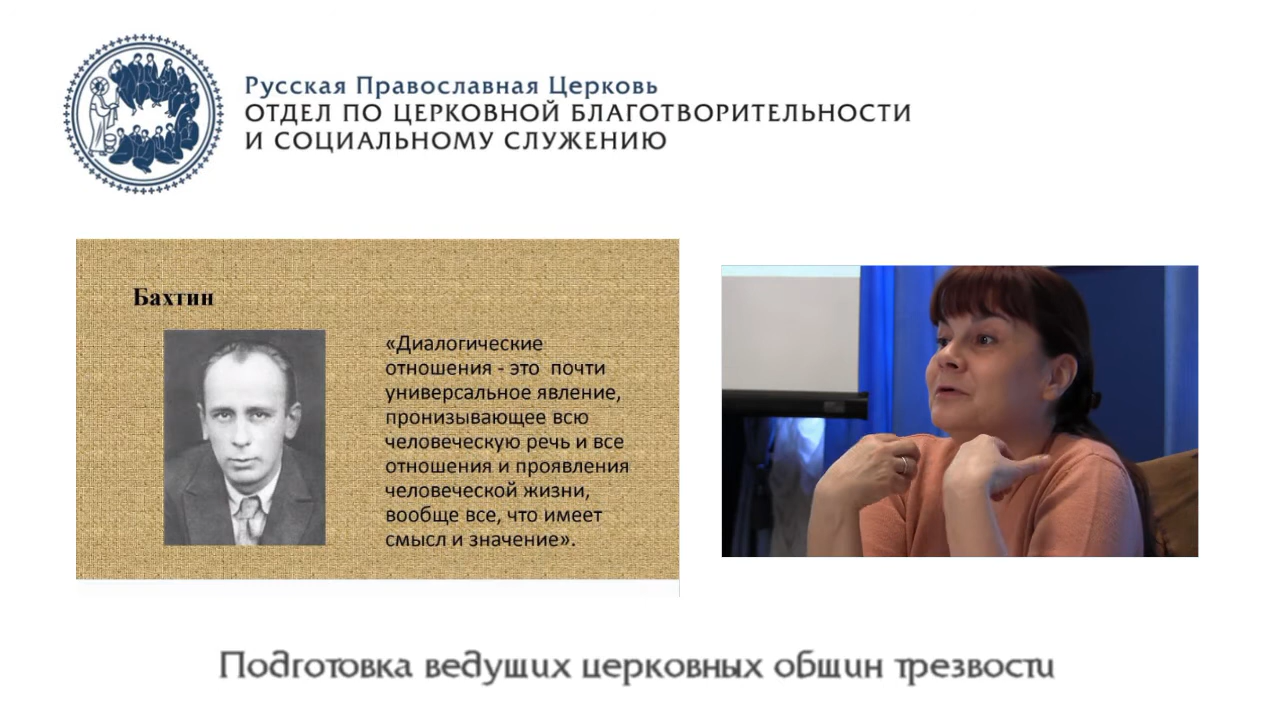 Русская Православная Церковь
ОТДЕЛ ПО ЦЕРКОВНОЙ БЛАГОТВОРИТЕЛЬНОСТИ
И СОЦИАЛЬНОМУ СЛУЖЕНИЮ
Бахтин
«Диалогические
отношения - это почти
универсальное явление,
пронизывающее всю
человеческую речь и все
отношения и проявления
человеческой жизни,
вообще все, что имеет
смысл и значение».
Подготовка ведущих церковных общин трезвости